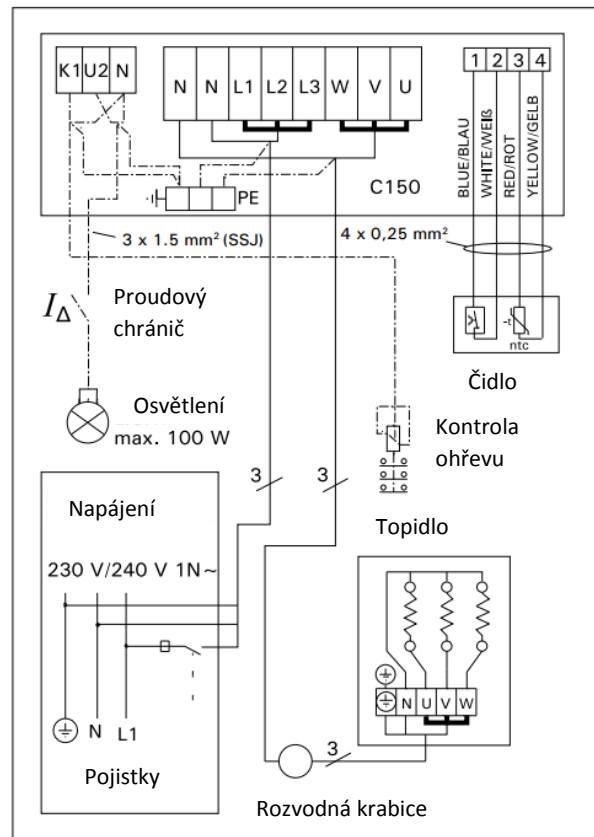 K1 U2 N
N N L1 L2 L3 W V U
1 2 3 4
BLUE/BLAU
WHITE/WEIß
RED/ROT
YELLOW/GELB
PE
C150
3 x 1.5 mm² (SSJ)
4 x 0,25 mm²
I∆
Proudový
chránič
-t
ntc
Čidlo
Osvětlení
max. 100 W
Kontrola
ohřevu
3
3
Napájení
Topidlo
230 V/240 V 1N~
N U V W
N L1
Pojistky
3
Rozvodná krabice